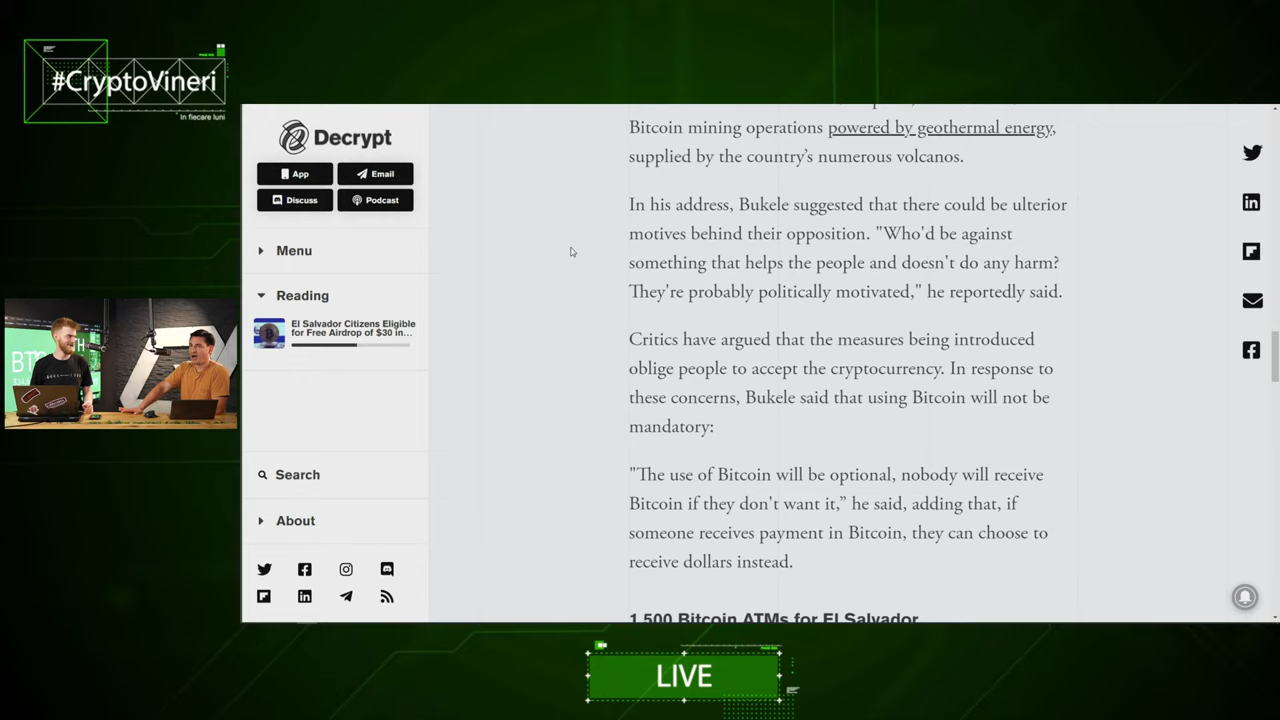 #CryptoVineri
In fiecare luni
Decrypt
App
Email
Discuss
Podcast
Menu
Reading
El Salvador Citizens Eligible
for Free Airdrop of $30 in...
Search
About
Bitcoin mining operations powered by geothermal energy,
supplied by the country’s numerous volcanos.
In his address, Bukele suggested that there could be ulterior
motives behind their opposition. "Who'd be against
something that helps the people and doesn't do any harm?
They're probably politically motivated," he reportedly said.
Critics have argued that the measures being introduced
oblige people to accept the cryptocurrency. In response to
these concerns, Bukele said that using Bitcoin will not be
mandatory:
"The use of Bitcoin will be optional, nobody will receive
Bitcoin if they don't want it,” he said, adding that, if
someone receives payment in Bitcoin, they can choose to
receive dollars instead.
1,500 Bitcoin ATMs for El Salvador
LIVE